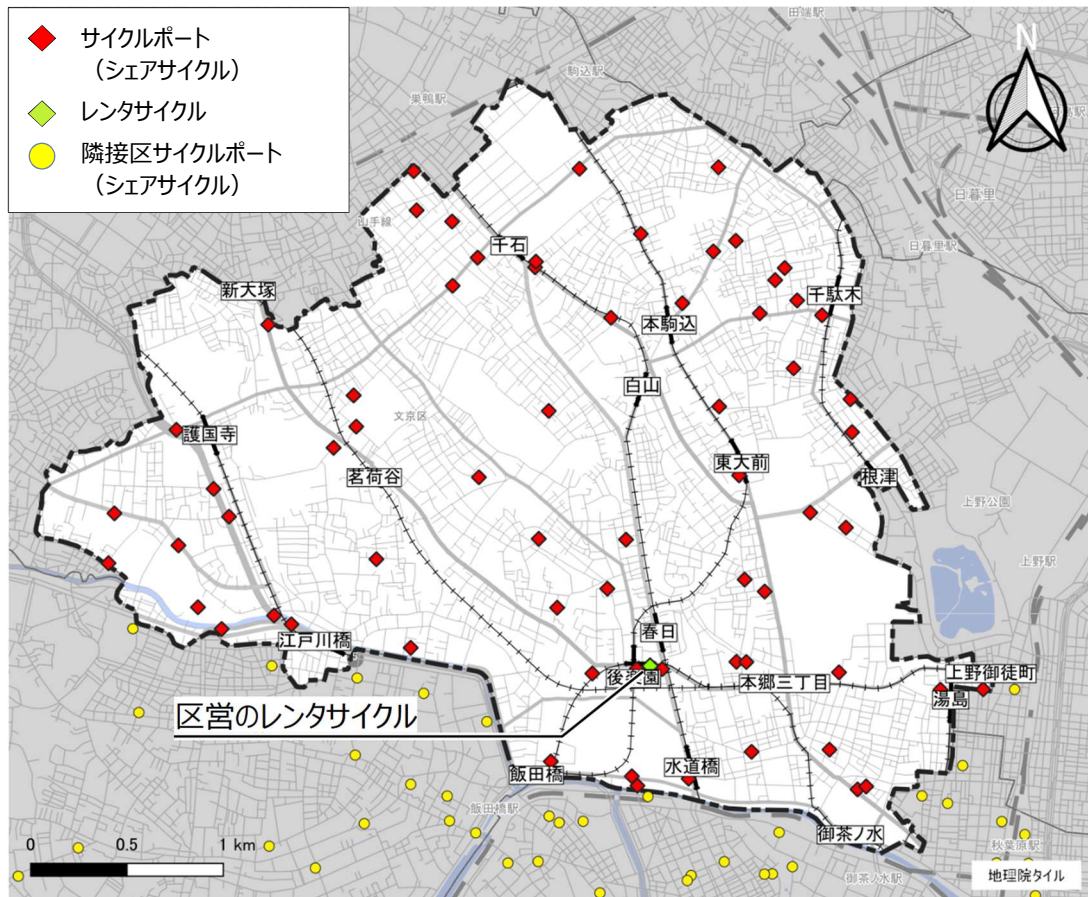 サイクルポート
（シェアサイクル）
レンタサイクル
隣接区サイクルポート
（シェアサイクル）
N
田端駅
駒込駅
巣鴨駅
日暮里
日暮里駅
山手線
千石
新大塚
千駄木
本駒込
白山
文京区
護国寺
東大前
茗荷谷
根津
上野公園
上野駅
江戸川橋
春日
後楽園
本郷三丁目
上野御徒町
湯島
区営のレンタサイクル
飯田橋
水道橋
飯田橋駅
御茶ノ水
秋葉原駅
御茶ノ水駅
0 0.5 1 km
地理院タイル